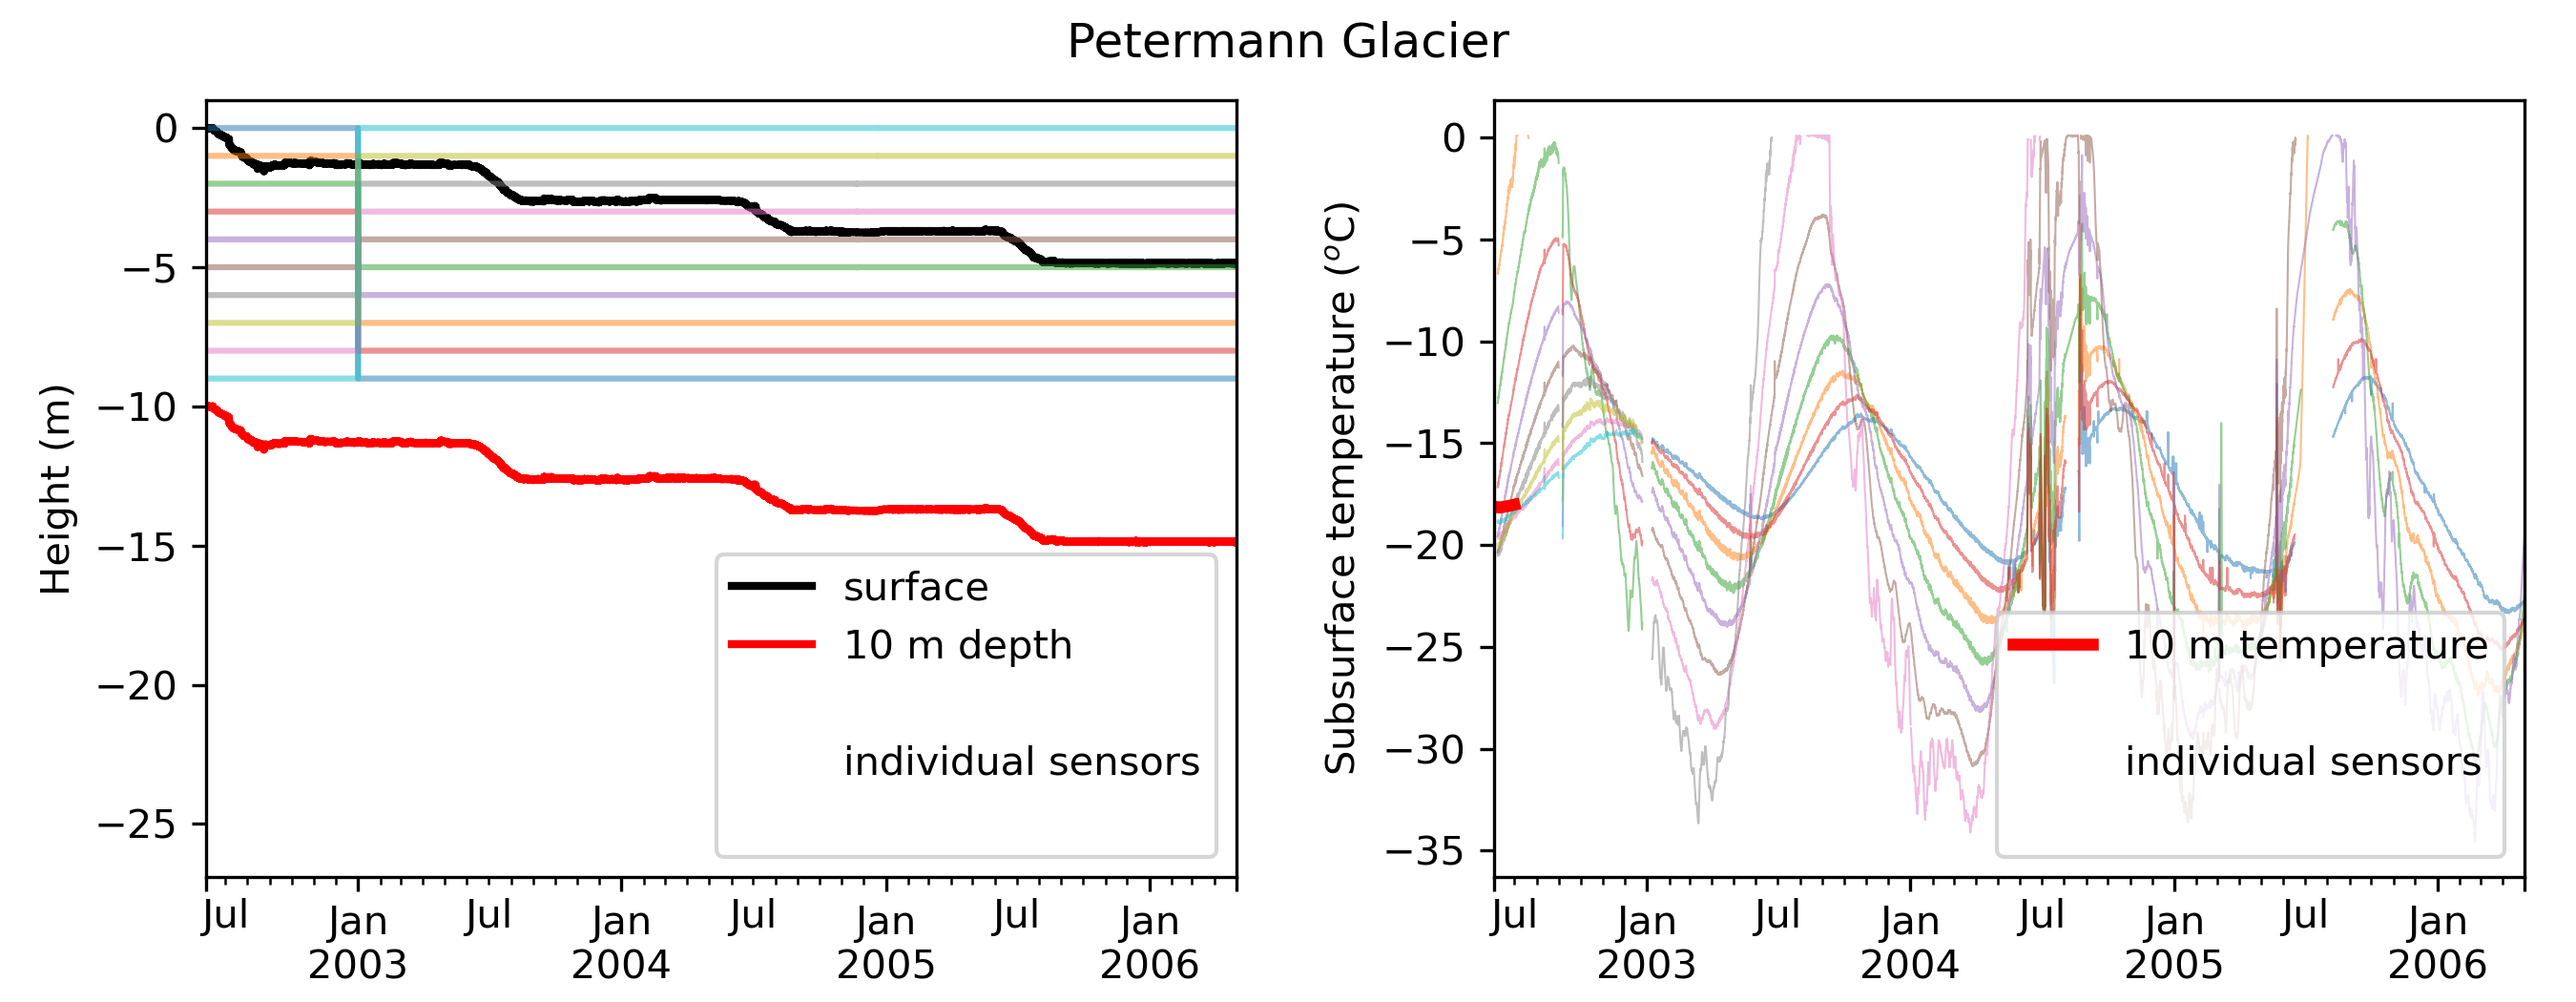 Petermann Glacier
Height (m)
0
−5
−10
−15
−20
−25
surface
10 m depth
individual sensors
Jul Jan Jul Jan Jul Jan Jul Jan
2003 2004 2005 2006
Subsurface temperature (°C)
0
−5
−10
−15
−20
−25
−30
−35
10 m temperature
individual sensors
Jul Jan Jul Jan Jul Jan Jul Jan
2003 2004 2005 2006